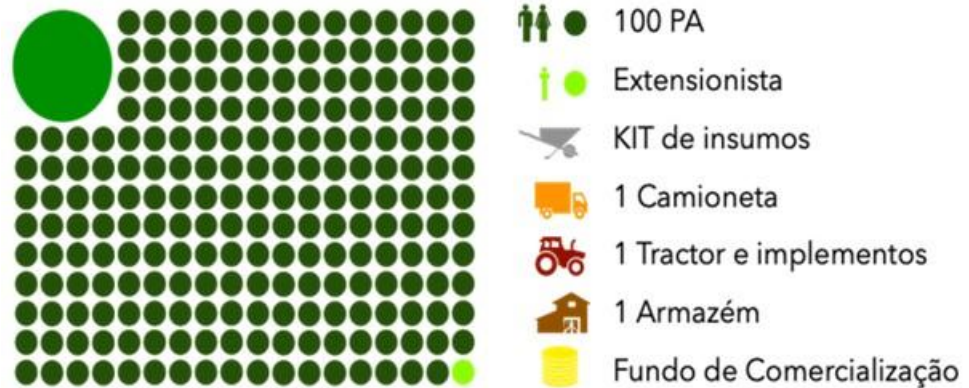 100 PA
Extensionista
KIT de insumos
1 Camioneta
1 Tractor e implementos
1 Armazém
Fundo de Comercialização